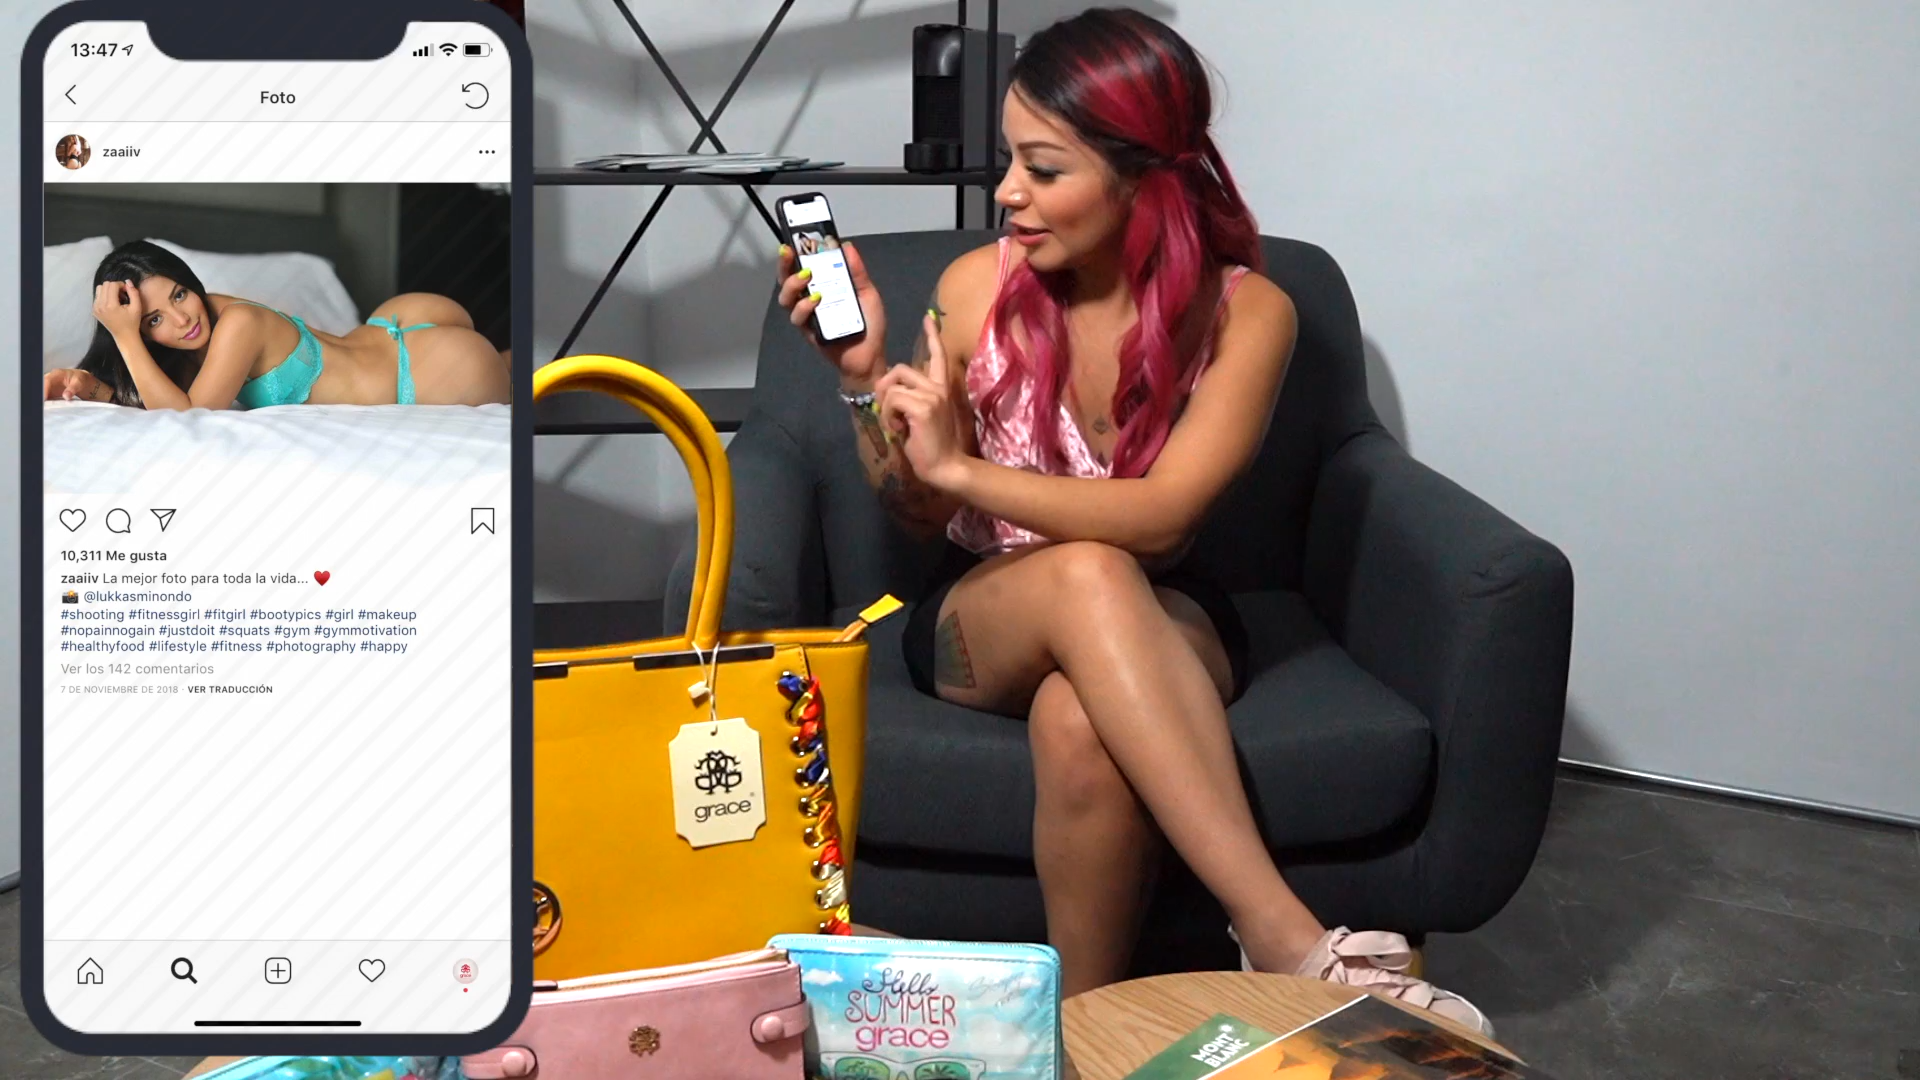 13:47
Foto
zaaiiv
10,311 Me gusta
zaaiiv La mejor foto para toda la vida... ♥️
📸 @lukkasminondo
#shooting #fitnessgirl #fitgirl #bootypics #girl #makeup
#nopainnogain #justdoit #squats #gym #gymmotivation
#healthyfood #lifestyle #fitness #photography #happy
Ver los 142 comentarios
7 DE NOVIEMBRE DE 2018 · VER TRADUCCIÓN
grace
Hello
SUMMER
grace
MONT
BLANC